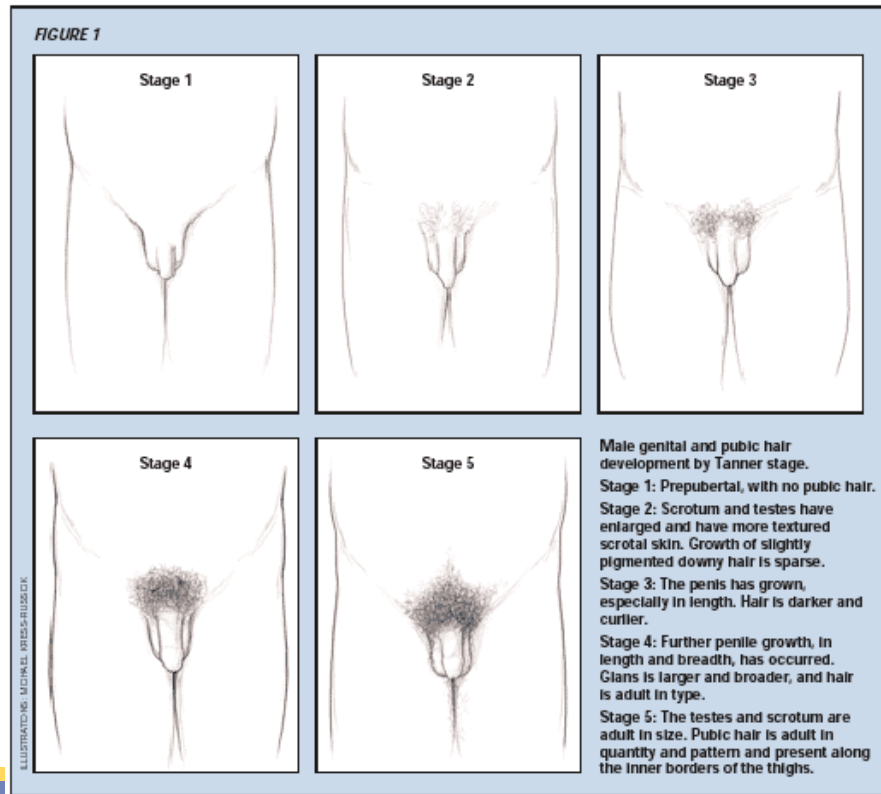 FIGURE 1
Stage 1
Stage 2
Stage 3
Stage 4
Stage 5
Male genital and pubic hair
development by Tanner stage.
Stage 1: Prepubertal, with no pubic hair.
Stage 2: Scrotum and testes have
enlarged and have more textured
scrotal skin. Growth of slightly
pigmented downy hair is sparse.
Stage 3: The penis has grown,
especially in length. Hair is darker and
curlier.
Stage 4: Further penile growth, in
length and breadth, has occurred.
Glans is larger and broader, and hair
is adult in type.
Stage 5: The testes and scrotum are
adult in size. Pubic hair is adult in
quantity and pattern and present along
the inner borders of the thighs.
ILLUSTRATIONS: MICHAEL KRESS-RUSSICK